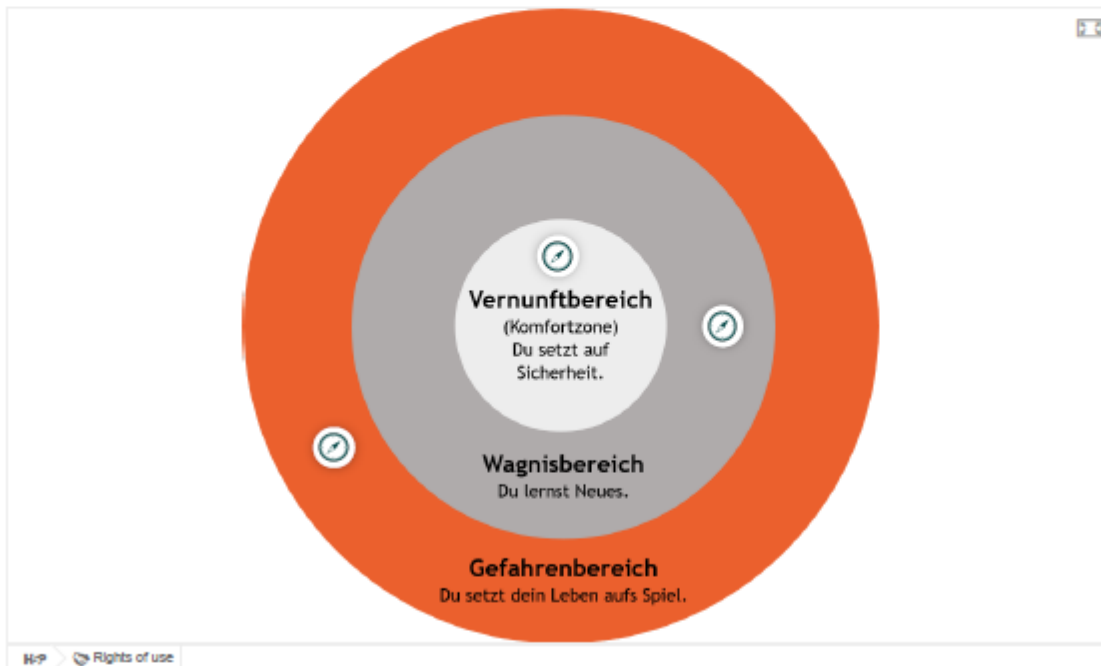 Vernunftbereich
(Komfortzone)
Du setzt auf
Sicherheit.
Wagnisbereich
Du lernst Neues.
Gefahrenbereich
Du setzt dein Leben aufs Spiel.
H5P
Rights of use